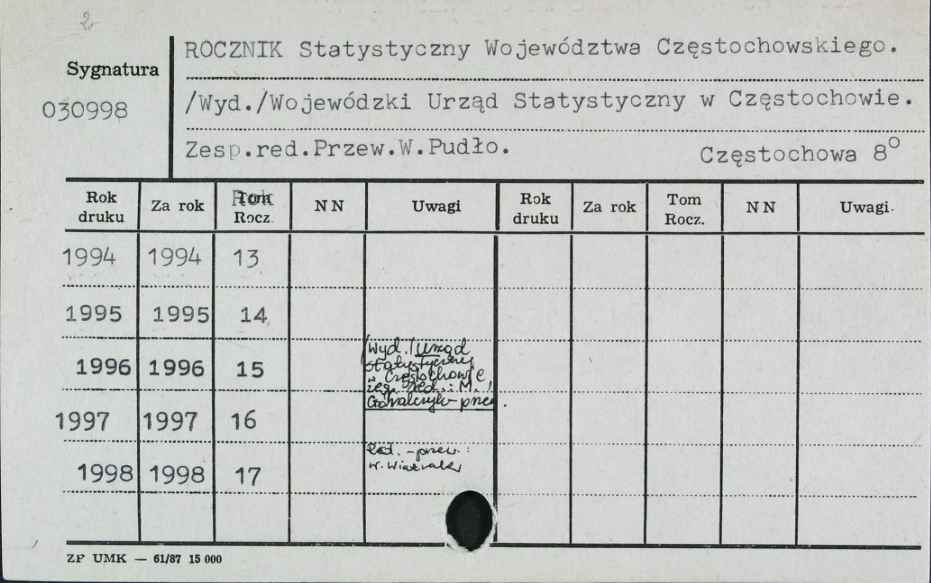 2
ROCZNIK Statystyczny Województwa Częstochowskiego.
Sygnatura
030998
/Wyd./Wojewódzki Urząd Statystyczny w Częstochowie.
Zesp.red.Przew.W.Pudło.
Częstochowa 8°
Rok druku Za rok Tom Rocz. NN Uwagi Rok druku Za rok Tom Rocz. NN Uwagi
1994 1994 13
1995 1995 14
1996 1996 15
/Wyd./Urząd
Statystyczny
w Częstochowie
red.: M.
przew.
1997 1997 16
Red. - przew.:
1998 1998 17
W.
ZP UMK — 61/87 15 000